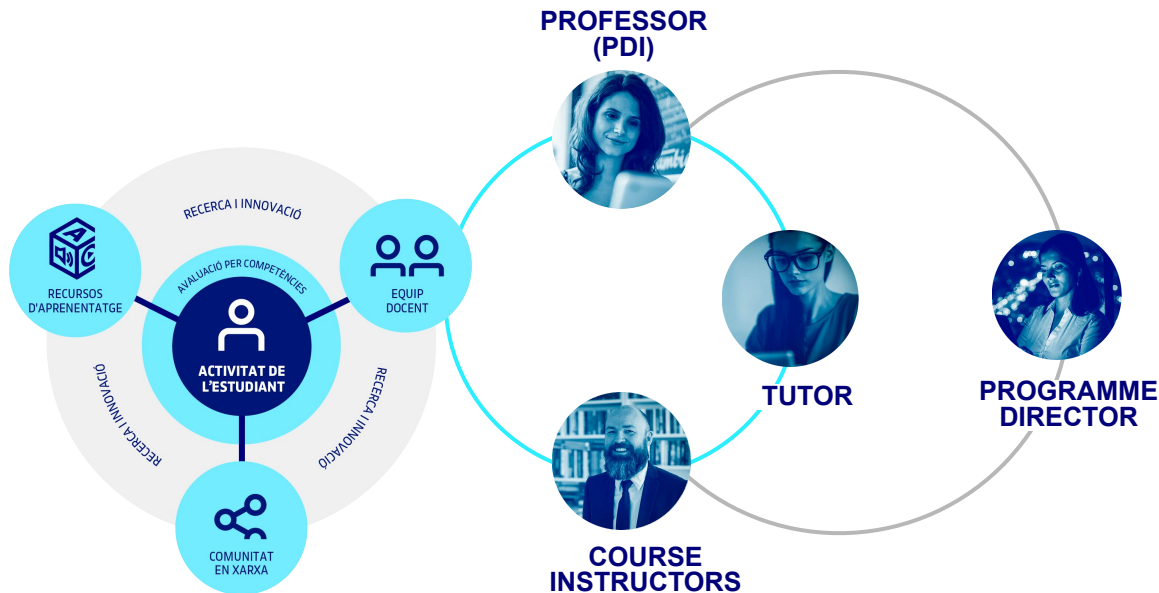 PROFESSOR
(PDI)
RECERCA I INNOVACIÓ
AVALUACIÓ PER COMPETÈNCIES
RECURSOS
D'APRENENTATGE
EQUIP
DOCENT
ACTIVITAT DE
L'ESTUDIANT
RECERCA I INNOVACIÓ
RECERCA I INNOVACIÓ
COMUNITAT
EN XARXA
TUTOR
PROGRAMME
DIRECTOR
COURSE
INSTRUCTORS